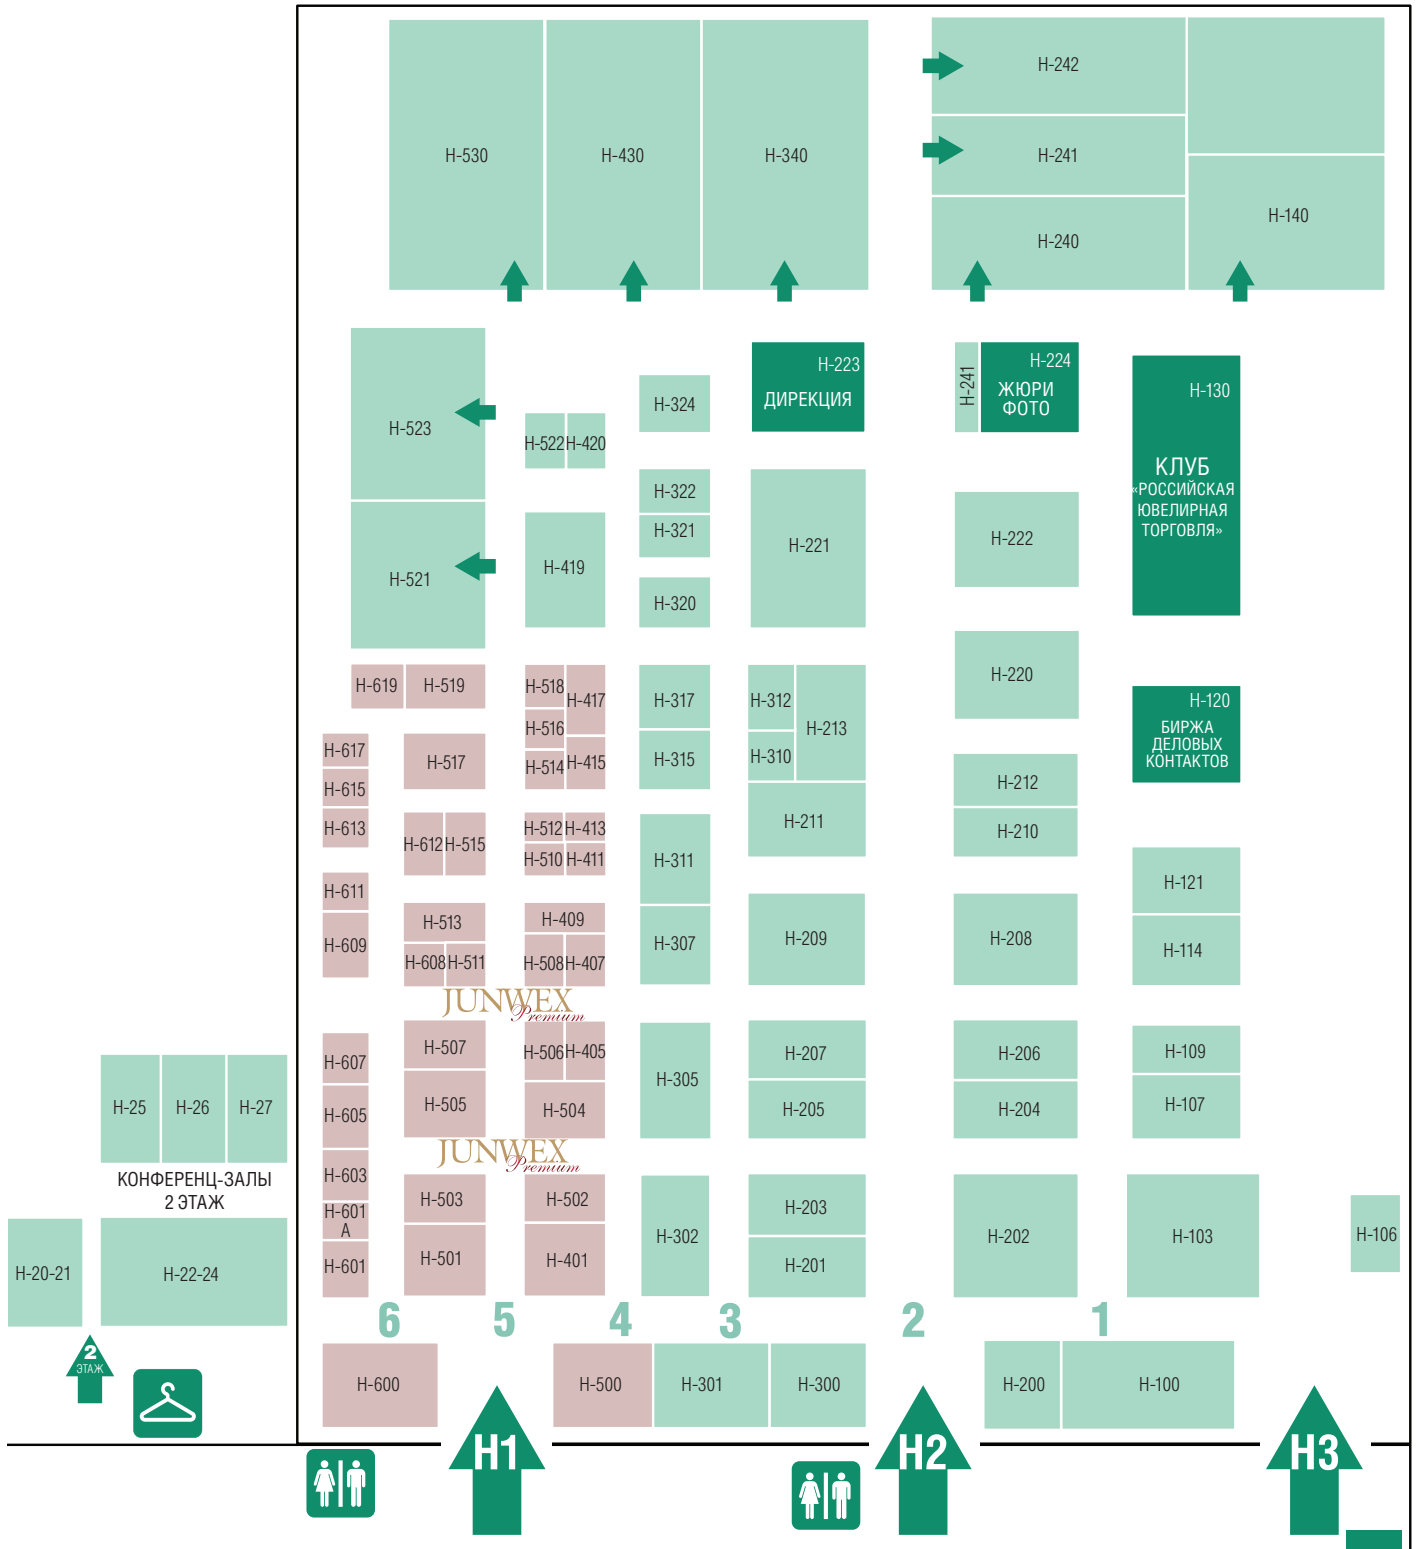 H-242
H-530
H-430
H-340
H-241
H-140
H-240
H-223
ДИРЕКЦИЯ
H-241
H-224
ЖЮРИ
ФОТО
H-130
КЛУБ
«РОССИЙСКАЯ
ЮВЕЛИРНАЯ
ТОРГОВЛЯ»
H-324
H-523
H-522
H-420
H-322
H-321
H-221
H-222
H-521
H-419
H-320
H-619
H-519
H-518
H-417
H-317
H-312
H-213
H-220
H-120
БИРЖА
ДЕЛОВЫХ
КОНТАКТОВ
H-516
H-617
H-517
H-514
H-415
H-315
H-310
H-615
H-212
H-613
H-612
H-515
H-512
H-413
H-211
H-210
H-510
H-411
H-311
H-611
H-121
H-513
H-409
H-609
H-608
H-511
H-508
H-407
H-307
H-209
H-208
H-114
JUNWEX
Premium
H-607
H-507
H-506
H-405
H-305
H-207
H-206
H-109
H-25
H-26
H-27
H-605
H-505
H-504
H-205
H-204
H-107
JUNWEX
Premium
КОНФЕРЕНЦ-ЗАЛЫ
2 ЭТАЖ
H-603
H-601
A
H-503
H-502
H-203
H-302
H-202
H-103
H-106
H-20-21
H-22-24
H-601
H-501
H-401
H-201
6
5
4
3
2
1
2
ЭТАЖ
H-600
H-500
H-301
H-300
H-200
H-100
H1
H2
H3